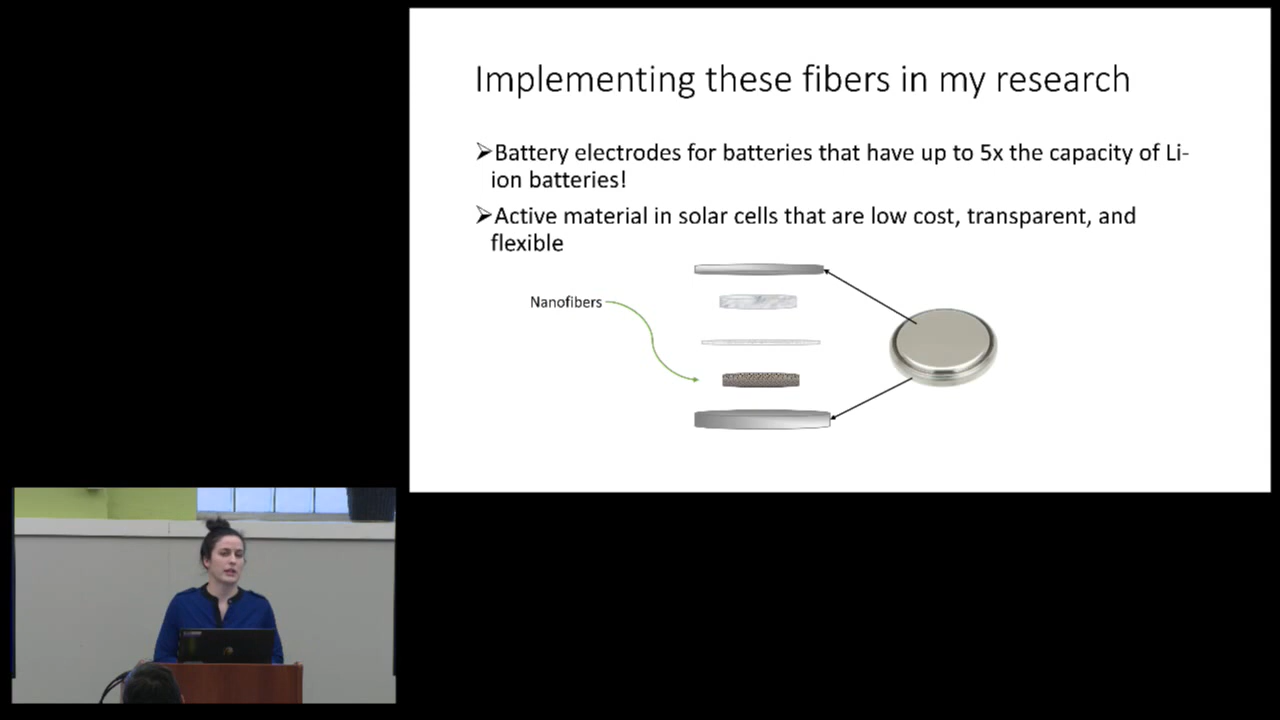 Implementing these fibers in my research
➢Battery electrodes for batteries that have up to 5x the capacity of Li-
ion batteries!
➢Active material in solar cells that are low cost, transparent, and
flexible
Nanofibers